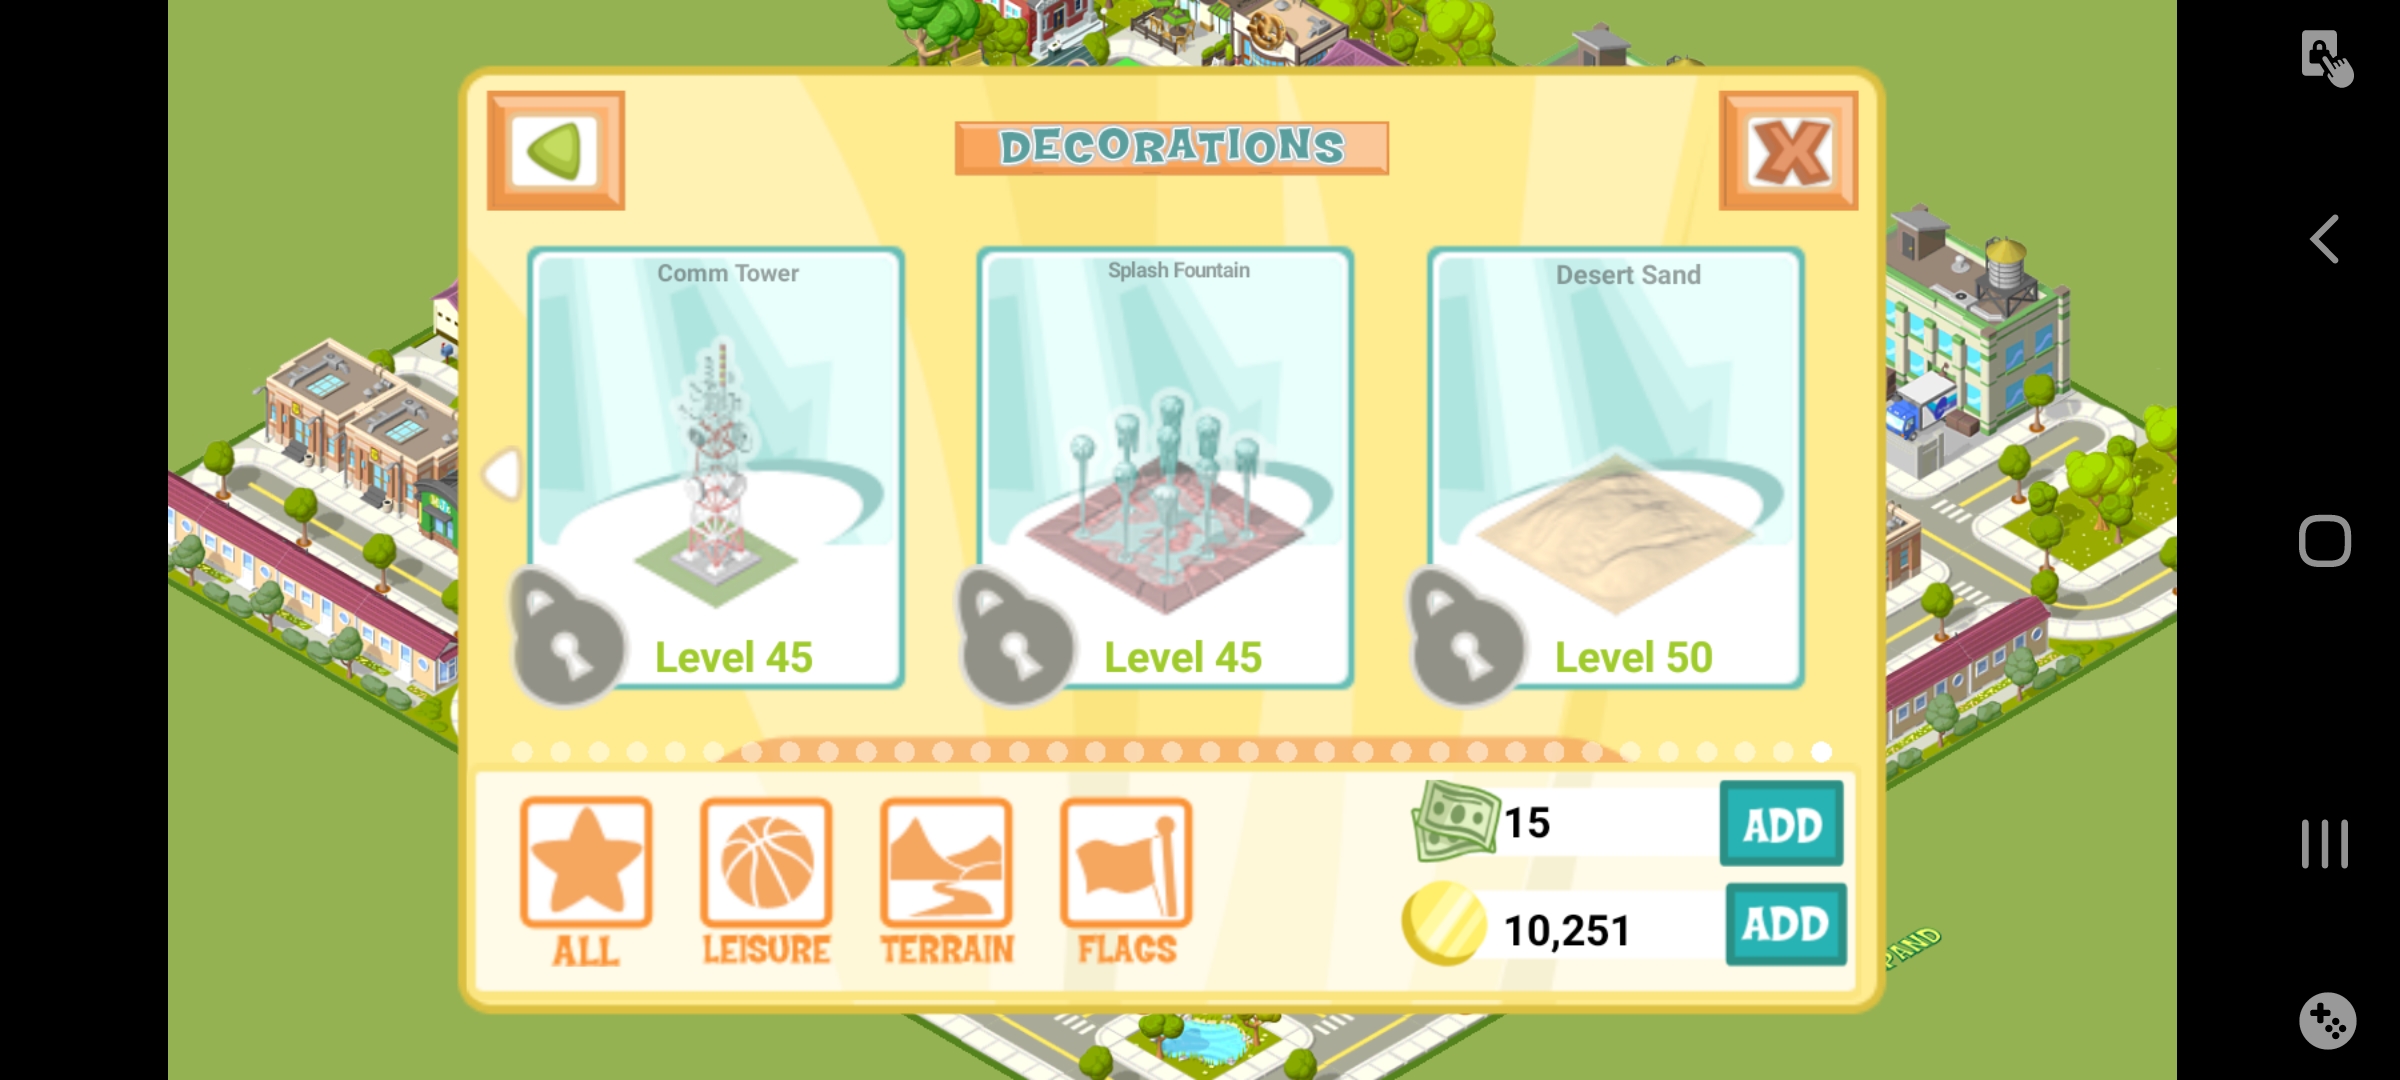 DECORATIONS
Comm Tower
Splash Fountain
Desert Sand
Level 45
Level 45
Level 50
15
ADD
10,251
ADD
ALL
LEISURE
TERRAIN
FLAGS
PAND